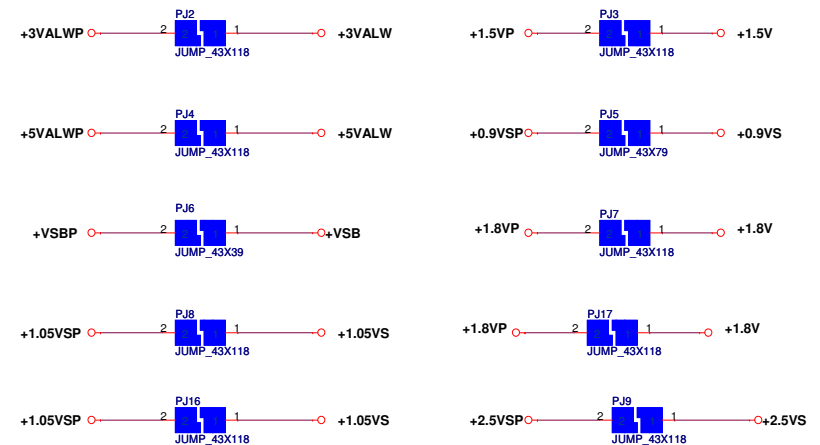 PJ2
+3VALWP 2 2 1 1 +3VALW
JUMP_43X118
PJ3
+1.5VP 2 2 1 1 +1.5V
JUMP_43X118
PJ4
+5VALWP 2 2 1 1 +5VALW
JUMP_43X118
PJ5
+0.9VSP 2 2 1 1 +0.9VS
JUMP_43X79
PJ6
+VSBP 2 2 1 1 +VSB
JUMP_43X39
PJ7
+1.8VP 2 2 1 1 +1.8V
JUMP_43X118
PJ8
+1.05VSP 2 2 1 1 +1.05VS
JUMP_43X118
PJ17
+1.8VP 2 2 1 1 +1.8V
JUMP_43X118
PJ16
+1.05VSP 2 2 1 1 +1.05VS
JUMP_43X118
PJ9
+2.5VSP 2 2 1 1 +2.5VS
JUMP_43X118